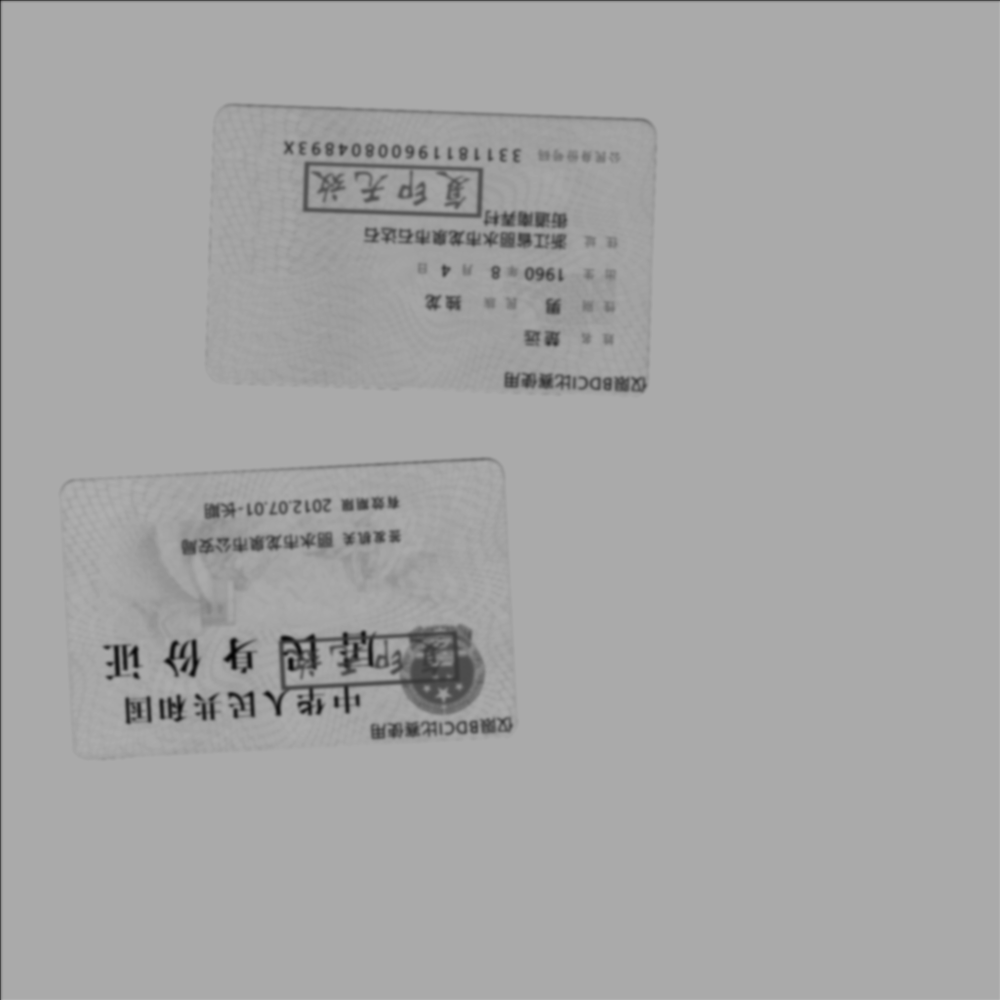 仅限BDCI比赛使用
姓名 楚远
性别 男 民族 独龙
出生 1960 年 8 月 4 日
住址 浙江省丽水市龙泉市石达石
街道南弄村
复印无效
公民身份号码 33118119600804893X
仅限BDCI比赛使用
中华人民共和国
居民身份证
复印无效
签发机关 丽水市龙泉市公安局
有效期限 2012.07.01-长期